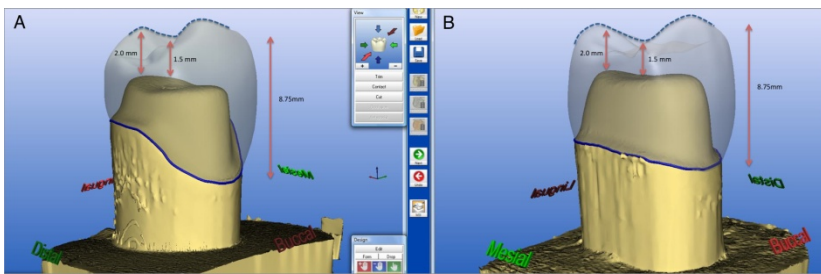 A
2.0 mm
1.5 mm
8.75mm
Lingual
Mesial
Distal
Buccal
View
+
−
Trim
Contact
Cut
Design
Edit
B
2.0 mm
1.5 mm
8.75mm
Lingual
Distal
Mesial
Buccal